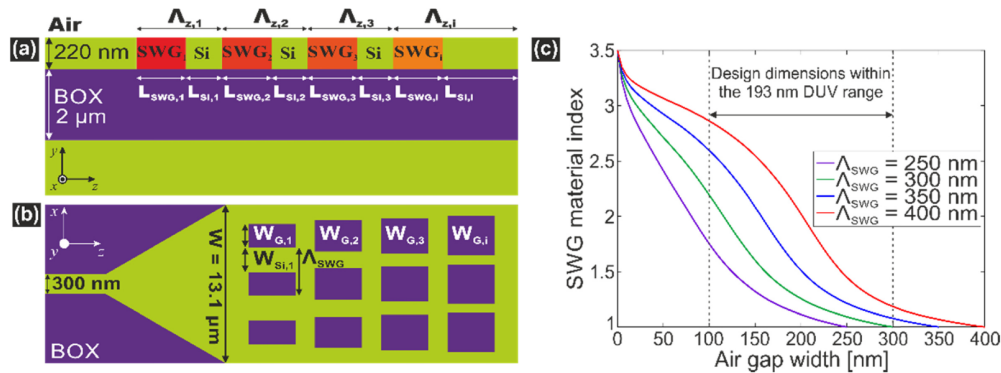 Air
Λz,1 Λz,2 Λz,3 Λz,i
(a)
220 nm SWG1 Si SWG2 Si SWG3 Si SWGi
BOX
2 μm
LSWG,1 LSi,1 LSWG,2 LSi,2 LSWG,3 LSi,3 LSWG,i LSi,i
y
x z
(b)
x
y z
300 nm
BOX
W = 13.1 μm
WG,1 WG,2 WG,3 WG,i
WSi,1 ΛSWG
(c)
SWG material index
3.5
3
2.5
2
1.5
1
Design dimensions within
the 193 nm DUV range
ΛSWG = 250 nm
ΛSWG = 300 nm
ΛSWG = 350 nm
ΛSWG = 400 nm
0 50 100 150 200 250 300 350 400
Air gap width [nm]